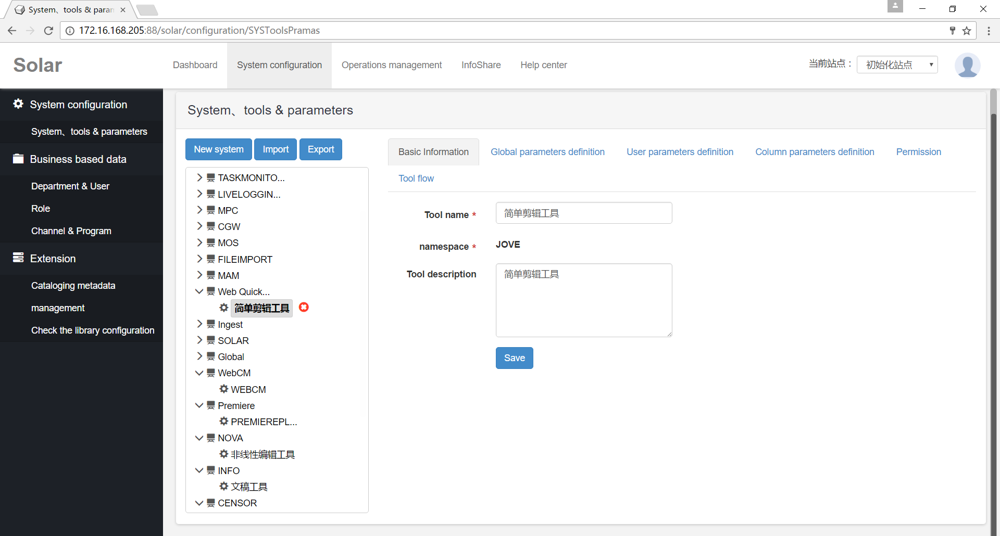 System、tools & paran
172.16.168.205:88/solar/configuration/SYSToolsPramas
Solar
Dashboard
System configuration
Operations management
InfoShare
Help center
当前站点：
初始化站点
System configuration
System、tools & parameters
Business based data
Department & User
Role
Channel & Program
Extension
Cataloging metadata
management
Check the library configuration
System、tools & parameters
New system
Import
Export
TASKMONITO...
LIVELOGGIN...
MPC
CGW
MOS
FILEIMPORT
MAM
Web Quick...
简单剪辑工具
Ingest
SOLAR
Global
WebCM
WEBCM
Premiere
PREMIEREPL...
NOVA
非线性编辑工具
INFO
文稿工具
CENSOR
Basic Information
Global parameters definition
User parameters definition
Column parameters definition
Permission
Tool flow
Tool name *
简单剪辑工具
namespace *
JOVE
Tool description
简单剪辑工具
Save